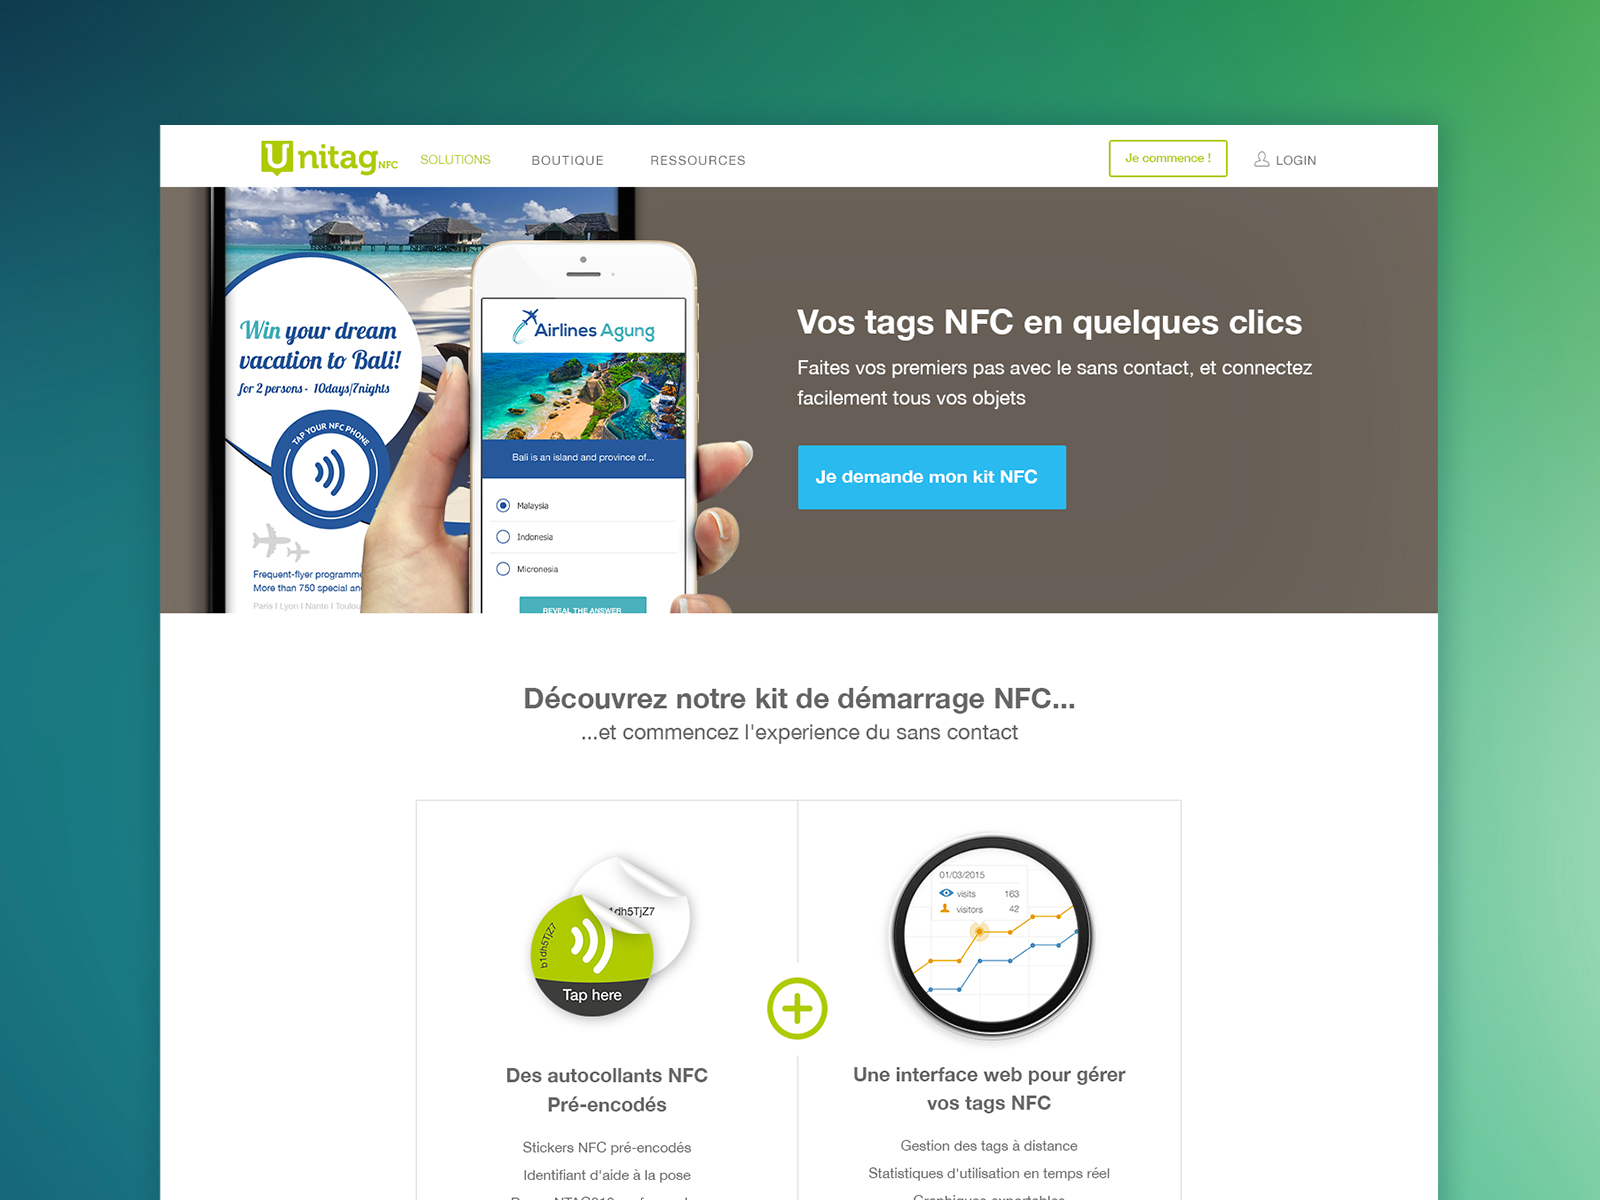 Unitag NFC
SOLUTIONS
BOUTIQUE
RESSOURCES
Je commence !
LOGIN
Win your dream
vacation to Bali!
for 2 persons - 10days/7nights
TAP YOUR NFC PHONE
Frequent-flyer programme
More than 750 special an
Paris | Lyon | Nante | Toulou
Airlines Agung
Bali is an island and province of...
Malaysia
Indonesia
Micronesia
REVEAL THE ANSWER
Vos tags NFC en quelques clics
Faites vos premiers pas avec le sans contact, et connectez
facilement tous vos objets
Je demande mon kit NFC
Découvrez notre kit de démarrage NFC...
...et commencez l'experience du sans contact
b1dh5TjZ7
1dh5TjZ7
Tap here
Des autocollants NFC
Pré-encodés
Stickers NFC pré-encodés
Identifiant d'aide à la pose
01/03/2015
visits 163
visitors 42
Une interface web pour gérer
vos tags NFC
Gestion des tags à distance
Statistiques d'utilisation en temps réel
Graphiques exportables